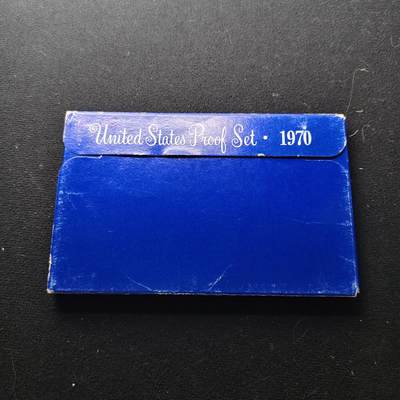 United States Proof Set • 1970